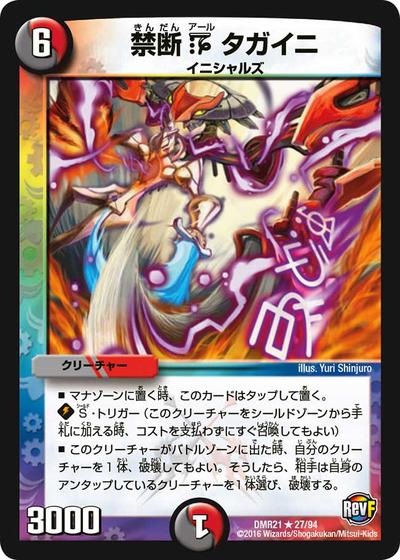 6
きんだん アール
禁断 タガイニ
イニシャルズ
illus. Yuri Shinjuro
クリーチャー
■ マナゾーンに置く時、このカードはタップして置く。
S・トリガー（このクリーチャーをシールドゾーンから手
札に加える時、コストを支払わずにすぐ召喚してもよい）
■ このクリーチャーがバトルゾーンに出た時、自分のクリー
チャーを1体、破壊してもよい。そうしたら、相手は自身の
アンタップしているクリーチャーを1体選び、破壊する。
3000
1
RevF
DMR21 ★ 27/94
©2016 Wizards/Shogakukan/Mitsui-Kids